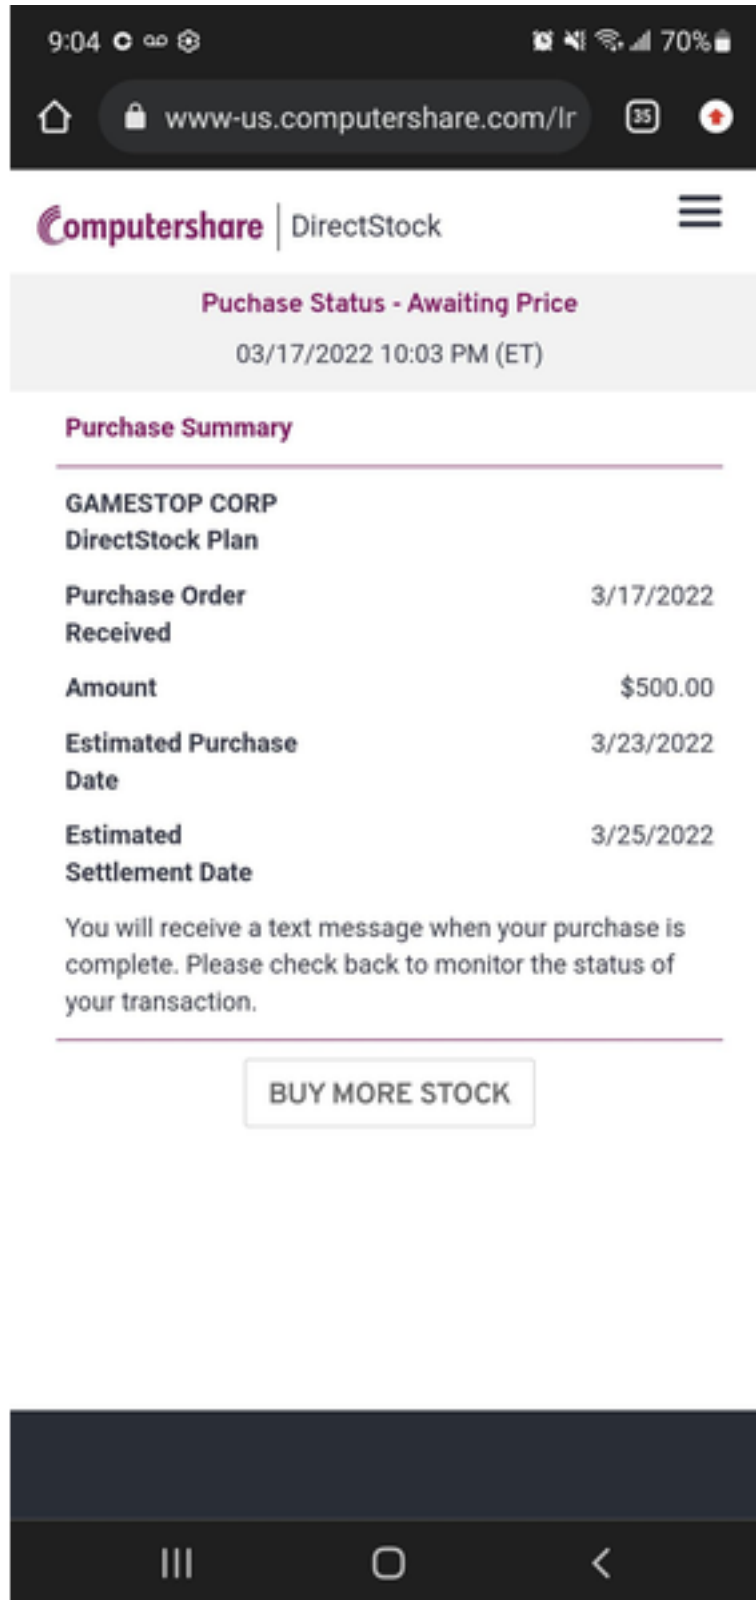 9:04 70%
www-us.computershare.com/Ir 35
Computershare DirectStock
Puchase Status - Awaiting Price
03/17/2022 10:03 PM (ET)
Purchase Summary
GAMESTOP CORP
DirectStock Plan
Purchase Order 3/17/2022
Received
Amount $500.00
Estimated Purchase 3/23/2022
Date
Estimated 3/25/2022
Settlement Date
You will receive a text message when your purchase is
complete. Please check back to monitor the status of
your transaction.
BUY MORE STOCK